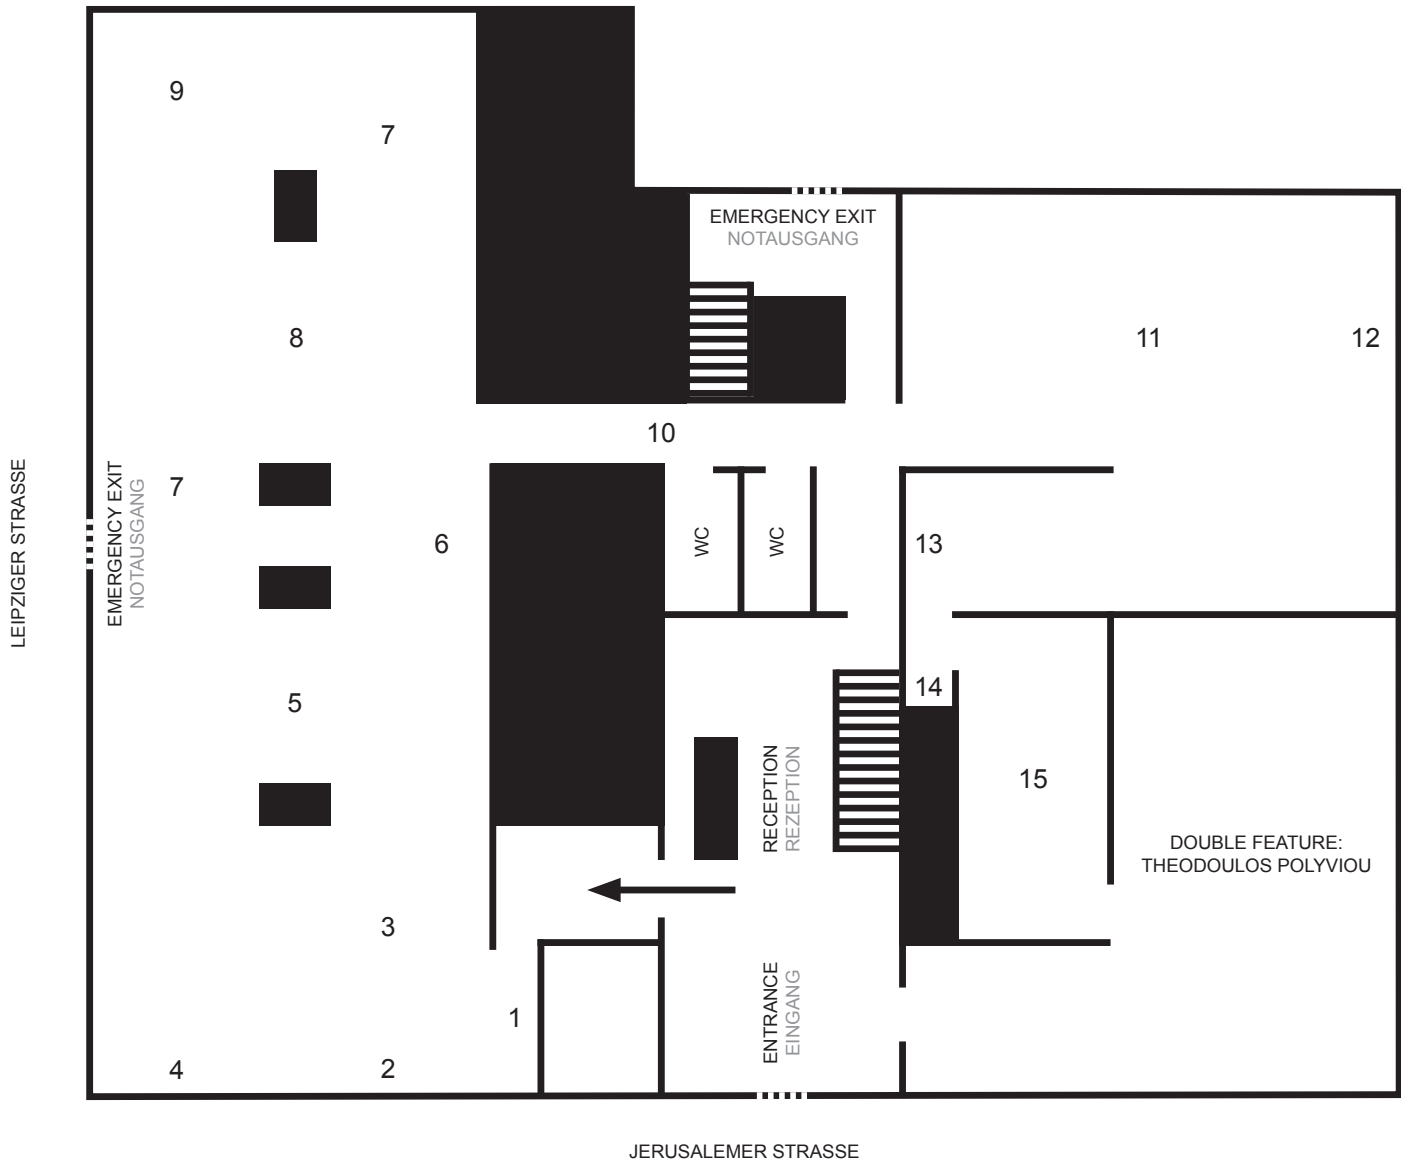 9
7
EMERGENCY EXIT
NOTAUSGANG
8
11
12
10
LEIPZIGER STRASSE
EMERGENCY EXIT
NOTAUSGANG
7
6
WC
WC
13
5
14
RECEPTION
REZEPTION
15
DOUBLE FEATURE:
THEODOULOS POLYVIOU
3
1
ENTRANCE
EINGANG
4
2
JERUSALEMER STRASSE